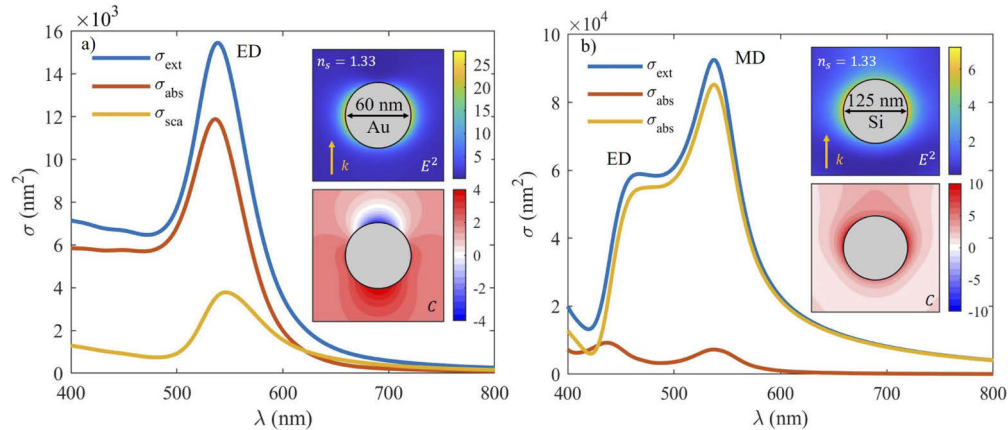 ×10³
a)
ED
σext
σabs
σsca
nₛ = 1.33
60 nm
Au
k
E²
25
20
15
10
5
4
2
0
-2
-4
C
16
14
12
10
8
6
4
2
0
σ (nm²)
400
500
600
700
800
λ (nm)
×10⁴
b)
MD
ED
σext
σabs
σabs
nₛ = 1.33
125 nm
Si
k
E²
6
4
2
10
5
0
-5
-10
C
10
8
6
4
2
0
σ (nm²)
400
500
600
700
800
λ (nm)